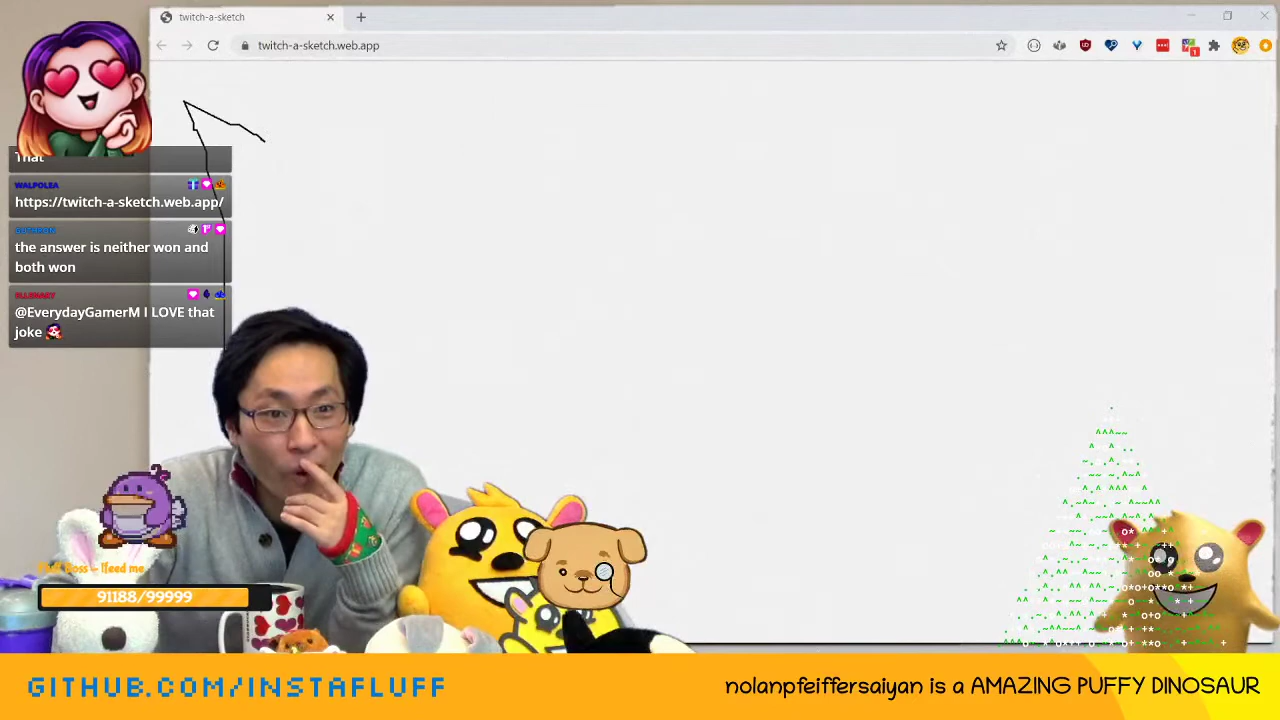 twitch-a-sketch
twitch-a-sketch.web.app
That
WALPOLEA
https://twitch-a-sketch.web.app/
the answer is neither won and
both won
@EverydayGamerM I LOVE that
joke
91188/99999
GITHUB.COM/INSTAFLUFF
nolanpfeiffersaiyan is a AMAZING PUFFY DINOSAUR